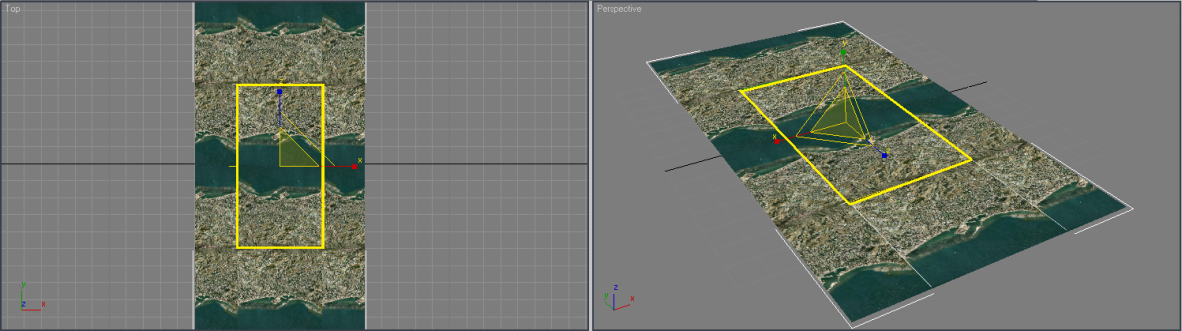 Top
Perspective
x
y
z x
x
z
y x